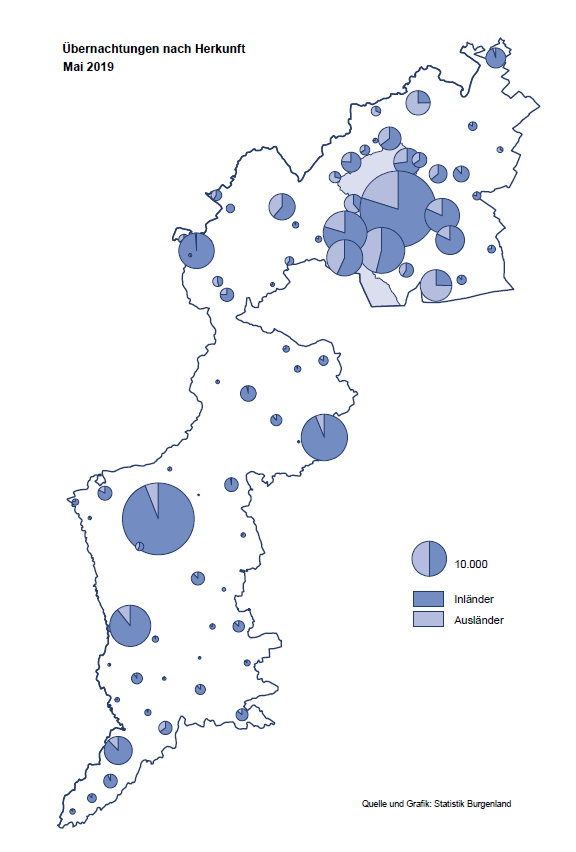 Übernachtungen nach Herkunft
Mai 2019
10.000
Inländer
Ausländer
Quelle und Grafik: Statistik Burgenland